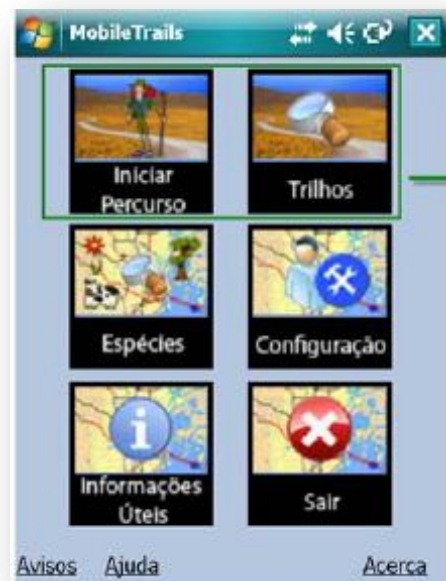 MobileTrails
Iniciar
Percurso
Trilhos
Espécies
Configuração
Informações
Úteis
Sair
Avisos Ajuda Acerca